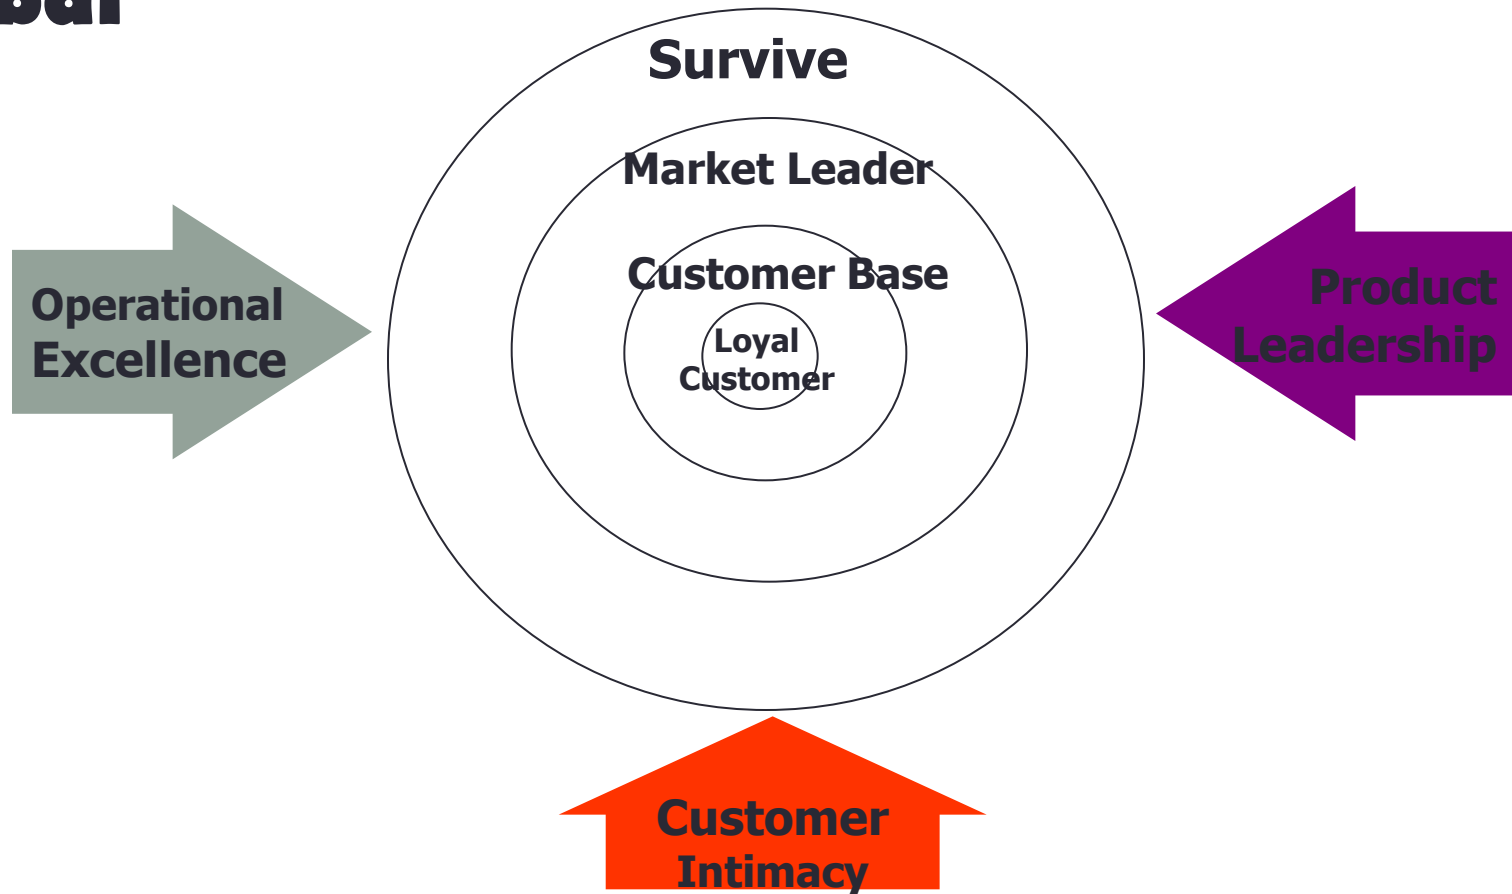 Survive
Market Leader
Customer Base
Loyal
Customer
Operational
Excellence
Product
Leadership
Customer
Intimacy